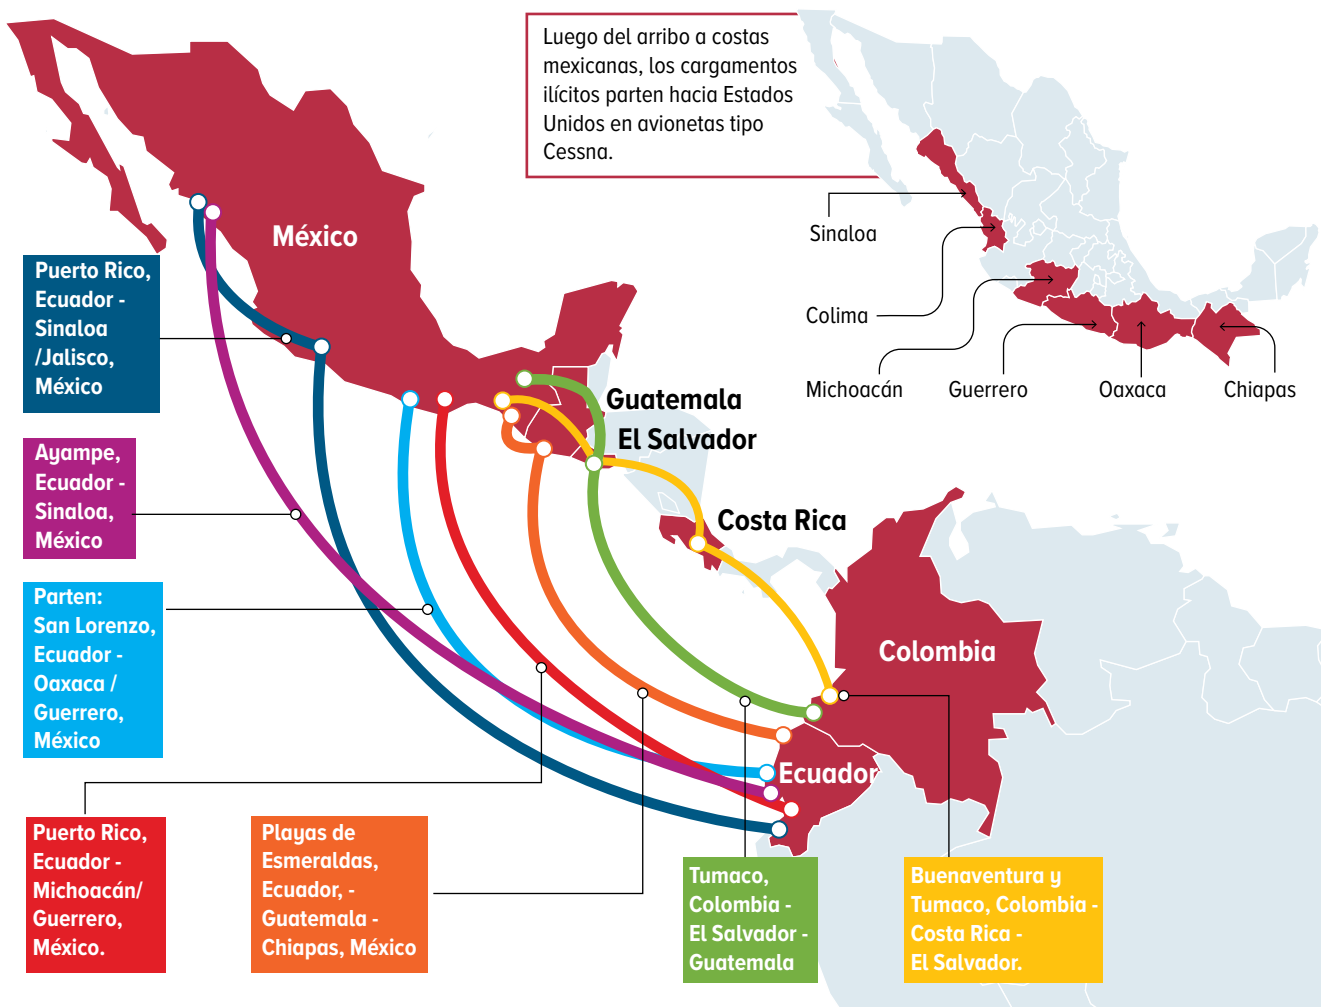 Luego del arribo a costas
mexicanas, los cargamentos
ilícitos parten hacia Estados
Unidos en avionetas tipo
Cessna.
México
Sinaloa
Colima
Michoacán
Guerrero
Oaxaca
Chiapas
Guatemala
El Salvador
Costa Rica
Colombia
Ecuador
Puerto Rico,
Ecuador -
Sinaloa
/Jalisco,
México
Ayampe,
Ecuador -
Sinaloa,
México
Parten:
San Lorenzo,
Ecuador -
Oaxaca /
Guerrero,
México
Puerto Rico,
Ecuador -
Michoacán/
Guerrero,
México.
Playas de
Esmeraldas,
Ecuador, -
Guatemala -
Chiapas, México
Tumaco,
Colombia -
El Salvador -
Guatemala
Buenaventura y
Tumaco, Colombia -
Costa Rica -
El Salvador.